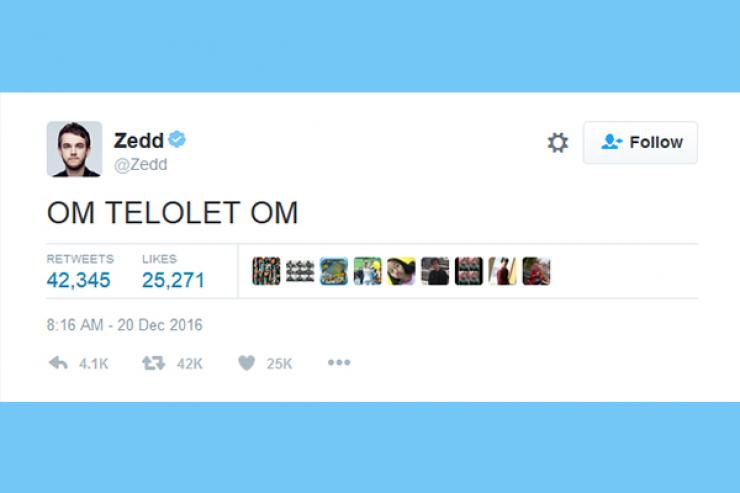 Zedd
@Zedd
Follow
OM TELOLET OM
RETWEETS LIKES
42,345 25,271
8:16 AM - 20 Dec 2016
4.1K 42K 25K